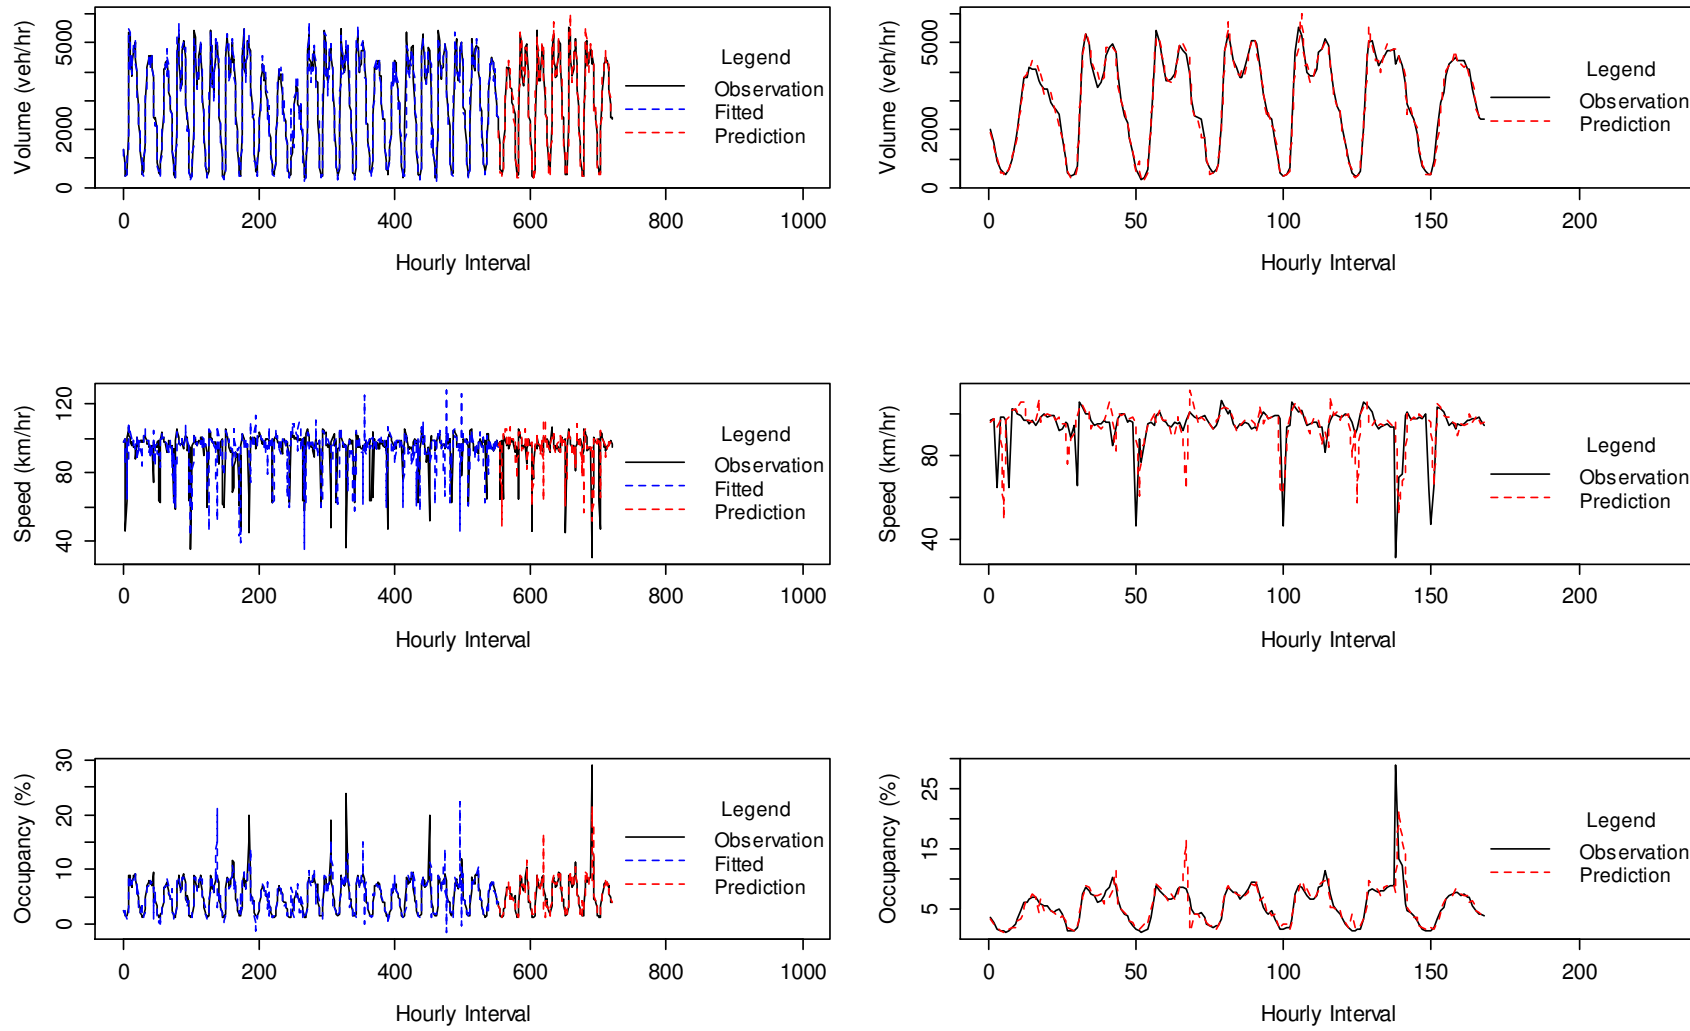 Volume (veh/hr)
0 2000 5000
Legend
Observation
Fitted
Prediction
0 200 400 600 800 1000
Hourly Interval
Volume (veh/hr)
0 2000 5000
Legend
Observation
Prediction
0 50 100 150 200
Hourly Interval
Speed (km/hr)
40 80 120
Legend
Observation
Fitted
Prediction
0 200 400 600 800 1000
Hourly Interval
Speed (km/hr)
40 80
Legend
Observation
Prediction
0 50 100 150 200
Hourly Interval
Occupancy (%)
0 10 20 30
Legend
Observation
Fitted
Prediction
0 200 400 600 800 1000
Hourly Interval
Occupancy (%)
5 15 25
Legend
Observation
Prediction
0 50 100 150 200
Hourly Interval